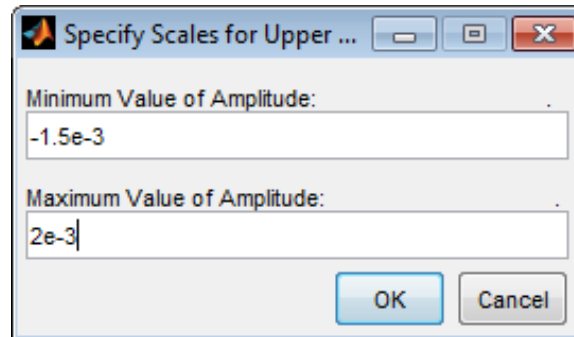 Specify Scales for Upper ...
Minimum Value of Amplitude: .
-1.5e-3
Maximum Value of Amplitude: .
2e-3
OK Cancel